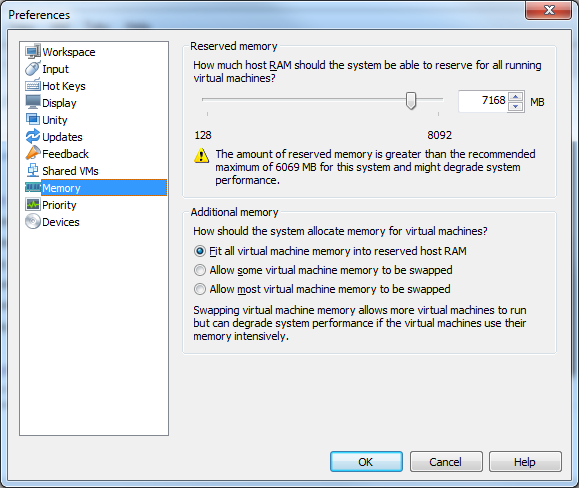 Preferences
Workspace
Input
Hot Keys
Display
Unity
Updates
Feedback
Shared VMs
Memory
Priority
Devices
Reserved memory
How much host RAM should the system be able to reserve for all running
virtual machines?
7168 MB
128 8092
The amount of reserved memory is greater than the recommended
maximum of 6069 MB for this system and might degrade system
performance.
Additional memory
How should the system allocate memory for virtual machines?
Fit all virtual machine memory into reserved host RAM
Allow some virtual machine memory to be swapped
Allow most virtual machine memory to be swapped
Swapping virtual machine memory allows more virtual machines to run
but can degrade system performance if the virtual machines use their
memory intensively.
OK Cancel Help